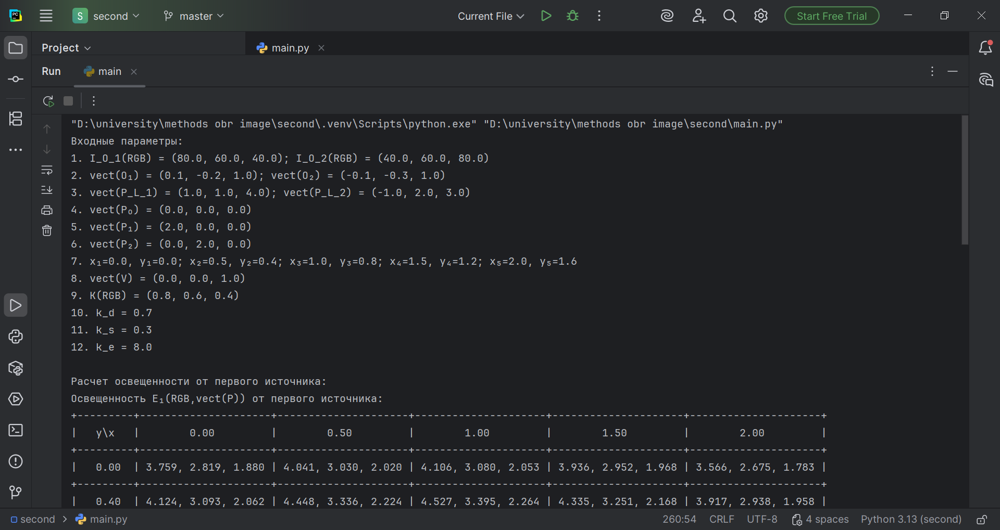 PC S second master Current File Start Free Trial
Project main.py
Run main
"D:\university\methods obr image\second\.venv\Scripts\python.exe" "D:\university\methods obr image\second\main.py"
Входные параметры:
1. I_O_1(RGB) = (80.0, 60.0, 40.0); I_O_2(RGB) = (40.0, 60.0, 80.0)
2. vect(O₁) = (0.1, -0.2, 1.0); vect(O₂) = (-0.1, -0.3, 1.0)
3. vect(P_L_1) = (1.0, 1.0, 4.0); vect(P_L_2) = (-1.0, 2.0, 3.0)
4. vect(P₀) = (0.0, 0.0, 0.0)
5. vect(P₁) = (2.0, 0.0, 0.0)
6. vect(P₂) = (0.0, 2.0, 0.0)
7. x₁=0.0, y₁=0.0; x₂=0.5, y₂=0.4; x₃=1.0, y₃=0.8; x₄=1.5, y₄=1.2; x₅=2.0, y₅=1.6
8. vect(V) = (0.0, 0.0, 1.0)
9. K(RGB) = (0.8, 0.6, 0.4)
10. k_d = 0.7
11. k_s = 0.3
12. k_e = 8.0
Расчет освещенности от первого источника:
Освещенность E₁(RGB,vect(P)) от первого источника:
+---------+---------------------+---------------------+---------------------+---------------------+---------------------+
|   y\x   |        0.00         |        0.50         |        1.00         |        1.50         |        2.00         |
+---------+---------------------+---------------------+---------------------+---------------------+---------------------+
|   0.00  | 3.759, 2.819, 1.880 | 4.041, 3.030, 2.020 | 4.106, 3.080, 2.053 | 3.936, 2.952, 1.968 | 3.566, 2.675, 1.783 |
+---------+---------------------+---------------------+---------------------+---------------------+---------------------+
|   0.40  | 4.124, 3.093, 2.062 | 4.448, 3.336, 2.224 | 4.527, 3.395, 2.264 | 4.335, 3.251, 2.168 | 3.917, 2.938, 1.958 |
second > main.py 260:54 CRLF UTF-8 4 spaces Python 3.13 (second)